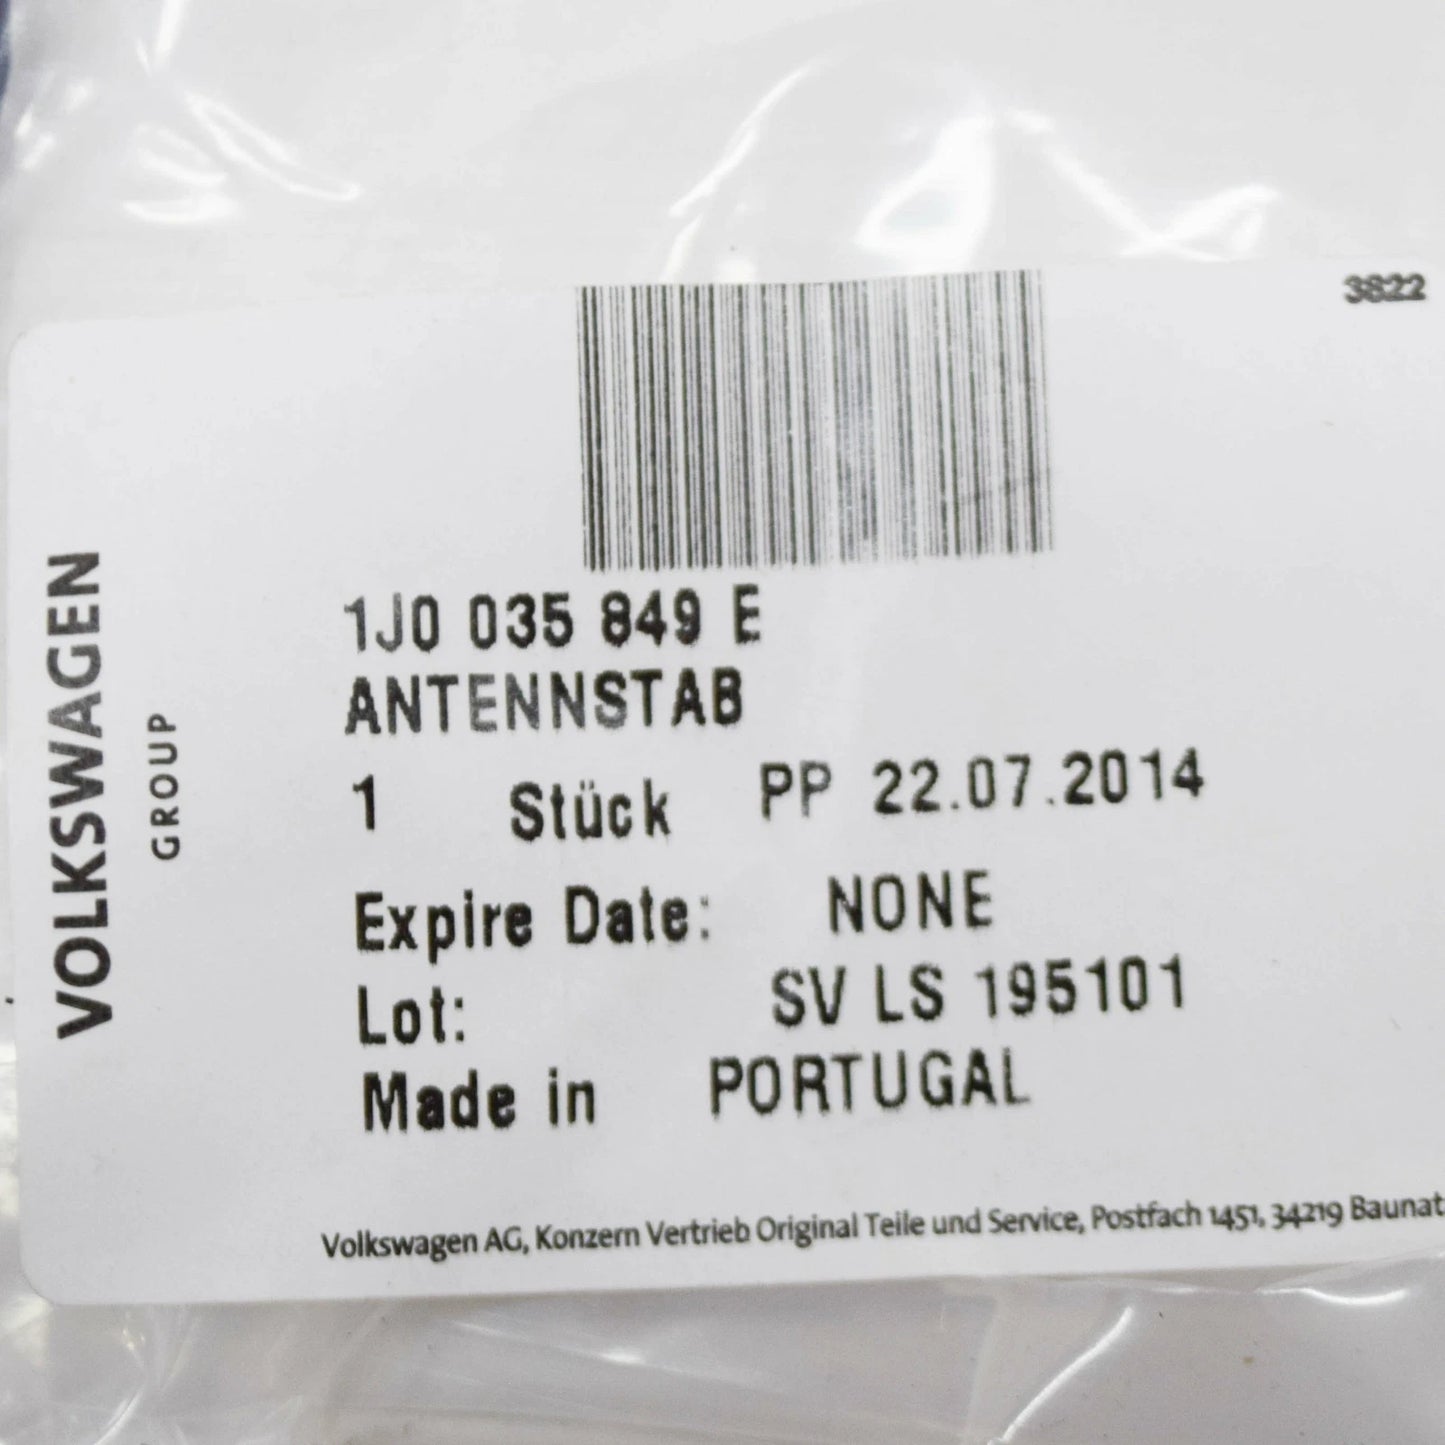 3822
VOLKSWAGEN
GROUP
1J0 035 849 E
ANTENNSTAB
1 Stück PP 22.07.2014
Expire Date: NONE
Lot: SV LS 195101
Made in PORTUGAL
Volkswagen AG, Konzern Vertrieb Original Teile und Service, Postfach 1451, 34219 Baunat